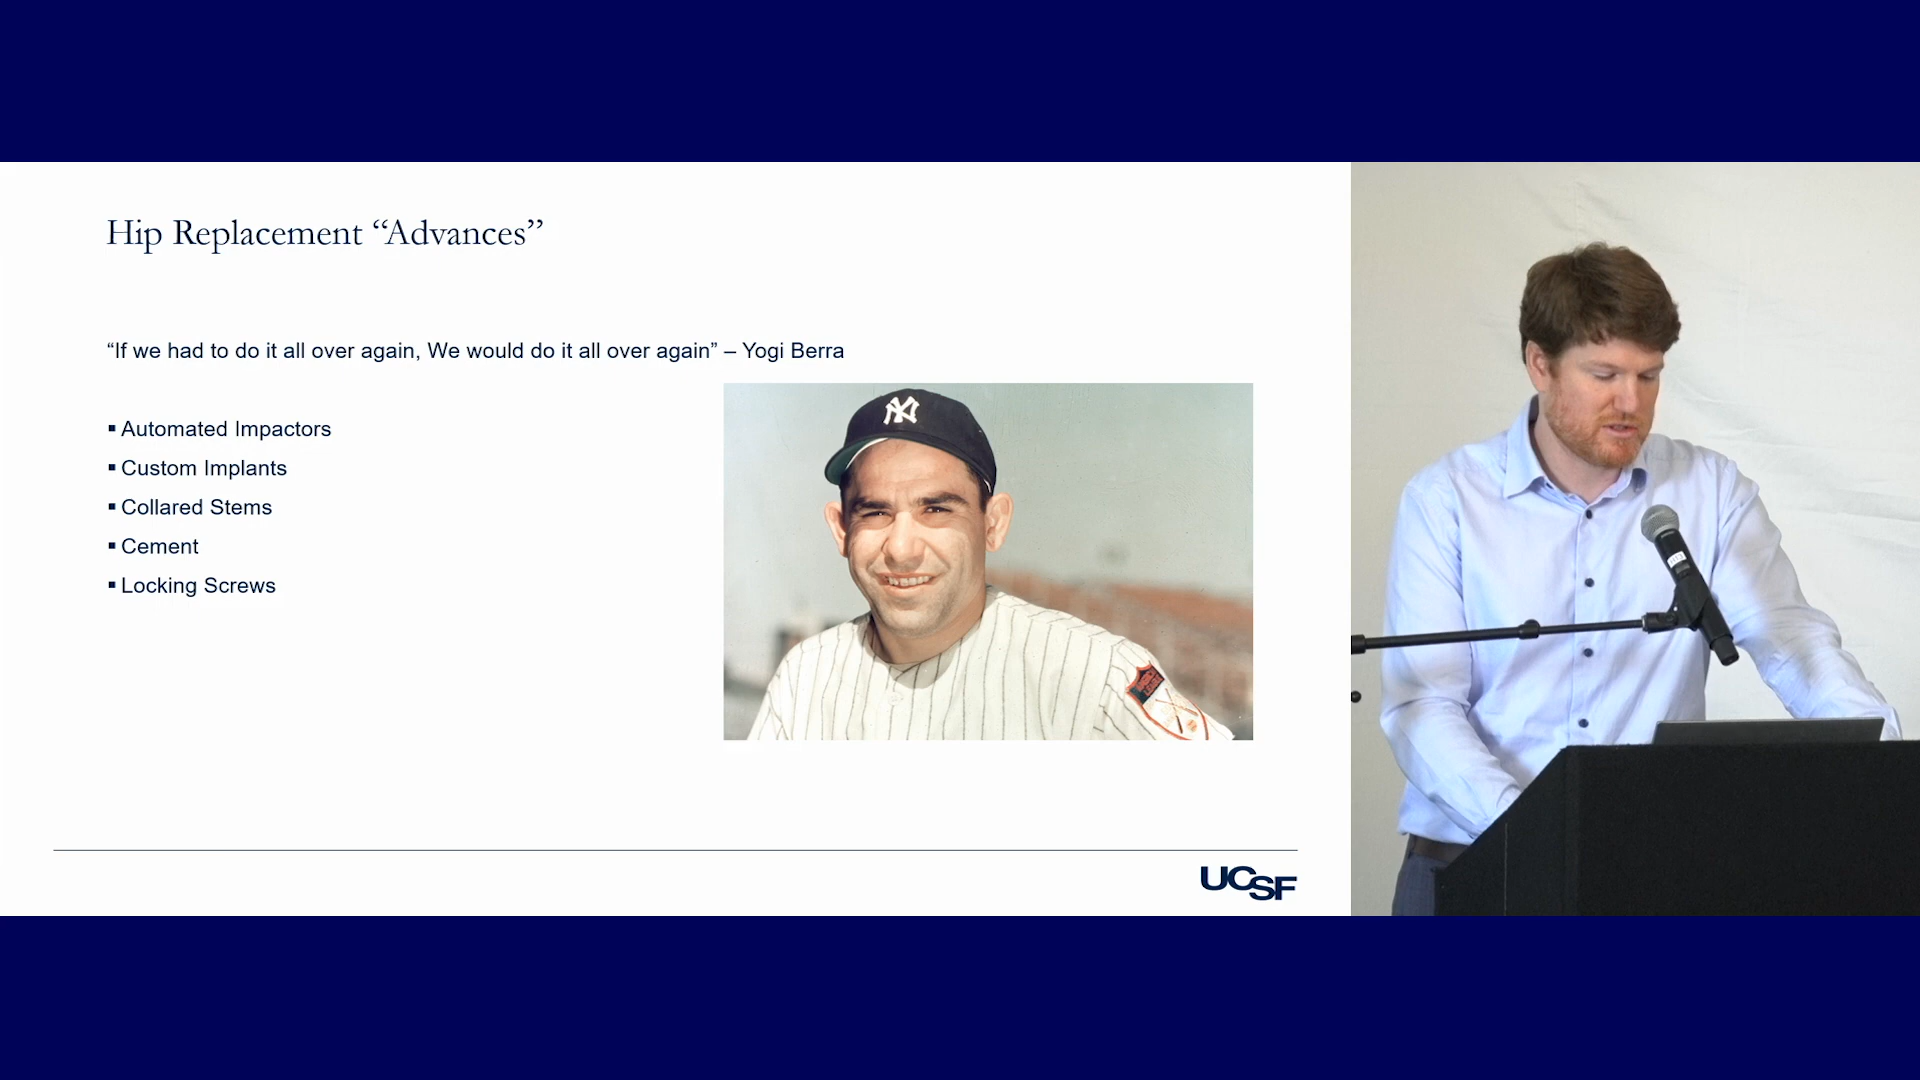 Hip Replacement “Advances”
“If we had to do it all over again, We would do it all over again” – Yogi Berra
▪ Automated Impactors
▪ Custom Implants
▪ Collared Stems
▪ Cement
▪ Locking Screws
NY
UCSF